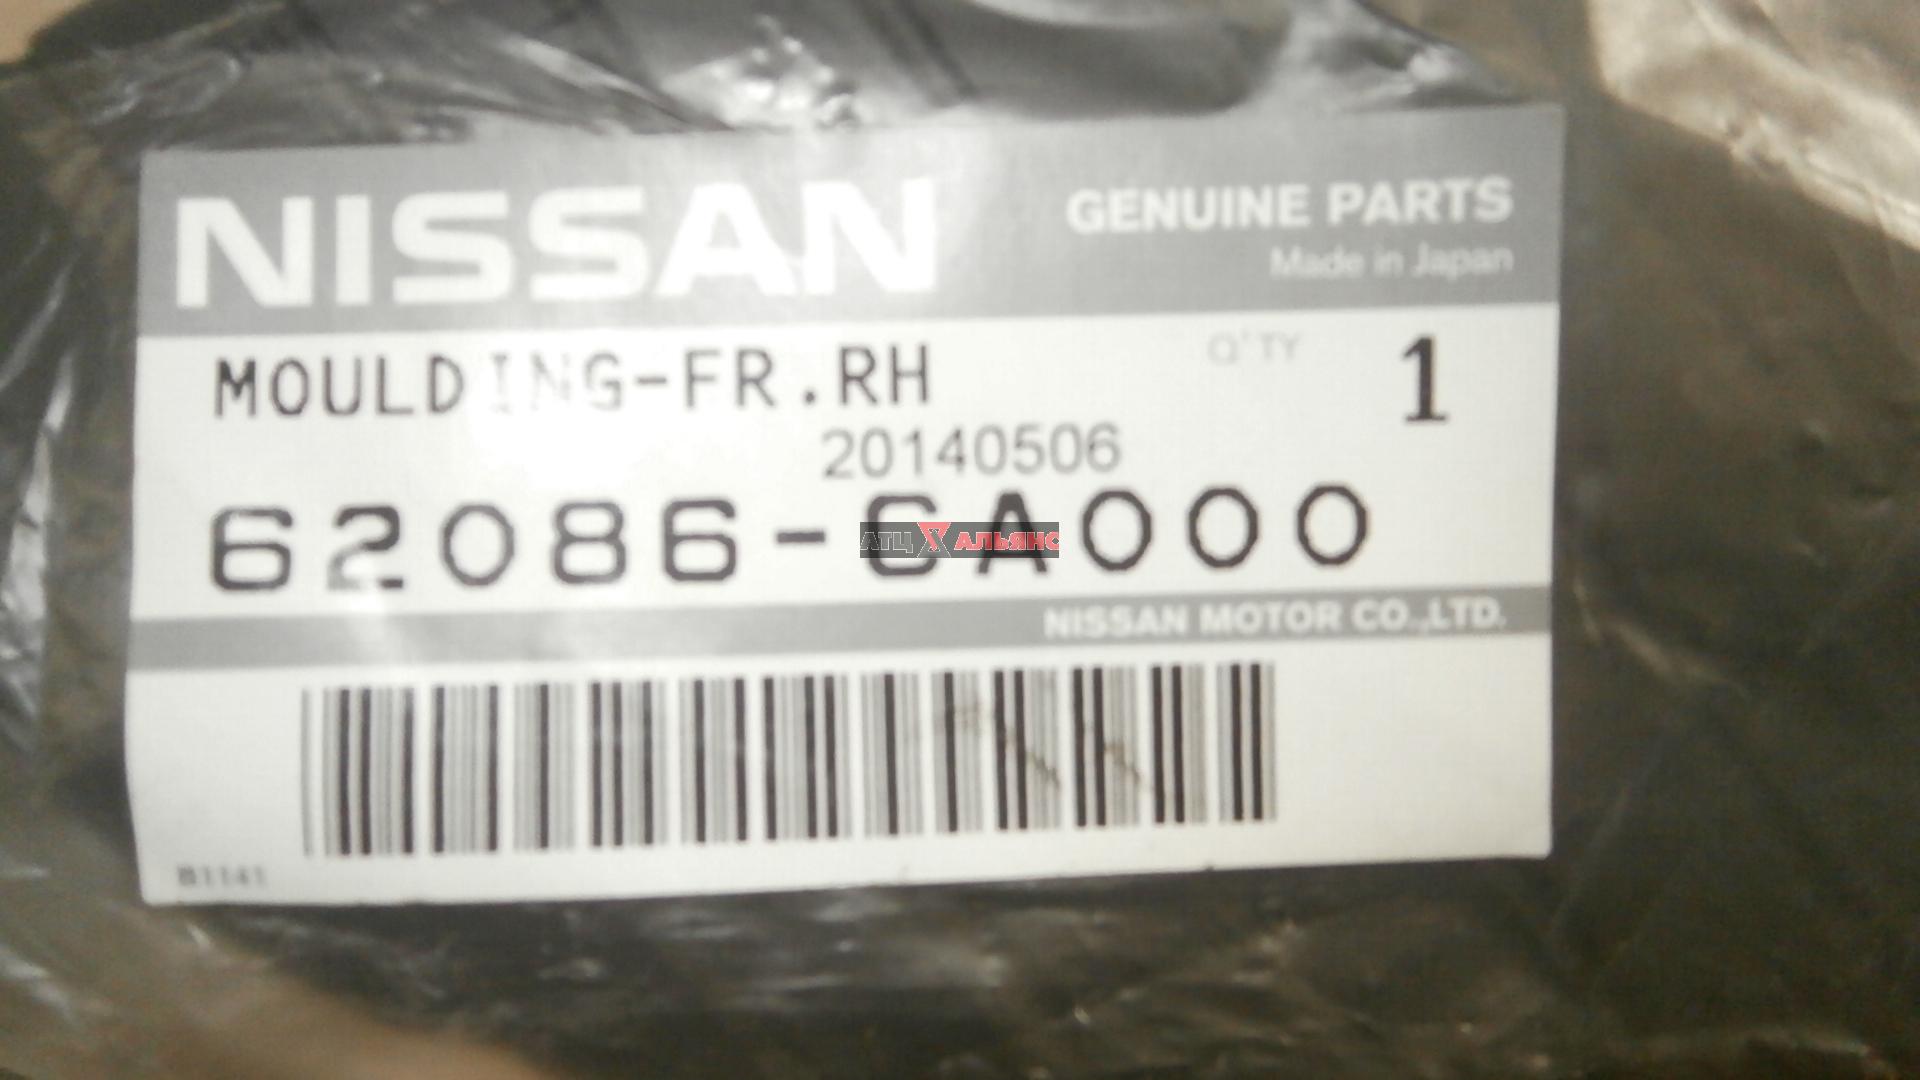 NISSAN
GENUINE PARTS
Made in Japan
MOULDING-FR.RH
Q'TY 1
20140506
62086-CA000
АТЦ АЛЬЯНС
NISSAN MOTOR CO.,LTD.
B1141